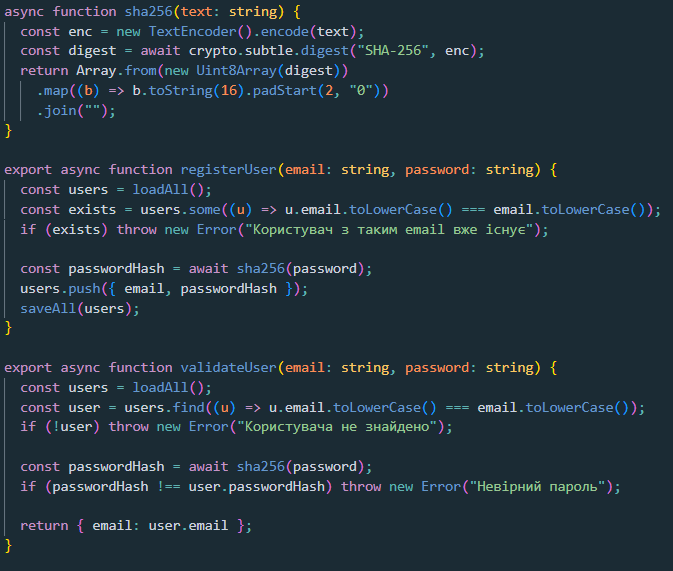 async function sha256(text: string) {
  const enc = new TextEncoder().encode(text);
  const digest = await crypto.subtle.digest("SHA-256", enc);
  return Array.from(new Uint8Array(digest))
    .map((b) => b.toString(16).padStart(2, "0"))
    .join("");
}

export async function registerUser(email: string, password: string) {
  const users = loadAll();
  const exists = users.some((u) => u.email.toLowerCase() === email.toLowerCase());
  if (exists) throw new Error("Користувач з таким email вже існує");

  const passwordHash = await sha256(password);
  users.push({ email, passwordHash });
  saveAll(users);
}

export async function validateUser(email: string, password: string) {
  const users = loadAll();
  const user = users.find((u) => u.email.toLowerCase() === email.toLowerCase());
  if (!user) throw new Error("Користувача не знайдено");

  const passwordHash = await sha256(password);
  if (passwordHash !== user.passwordHash) throw new Error("Невірний пароль");

  return { email: user.email };
}